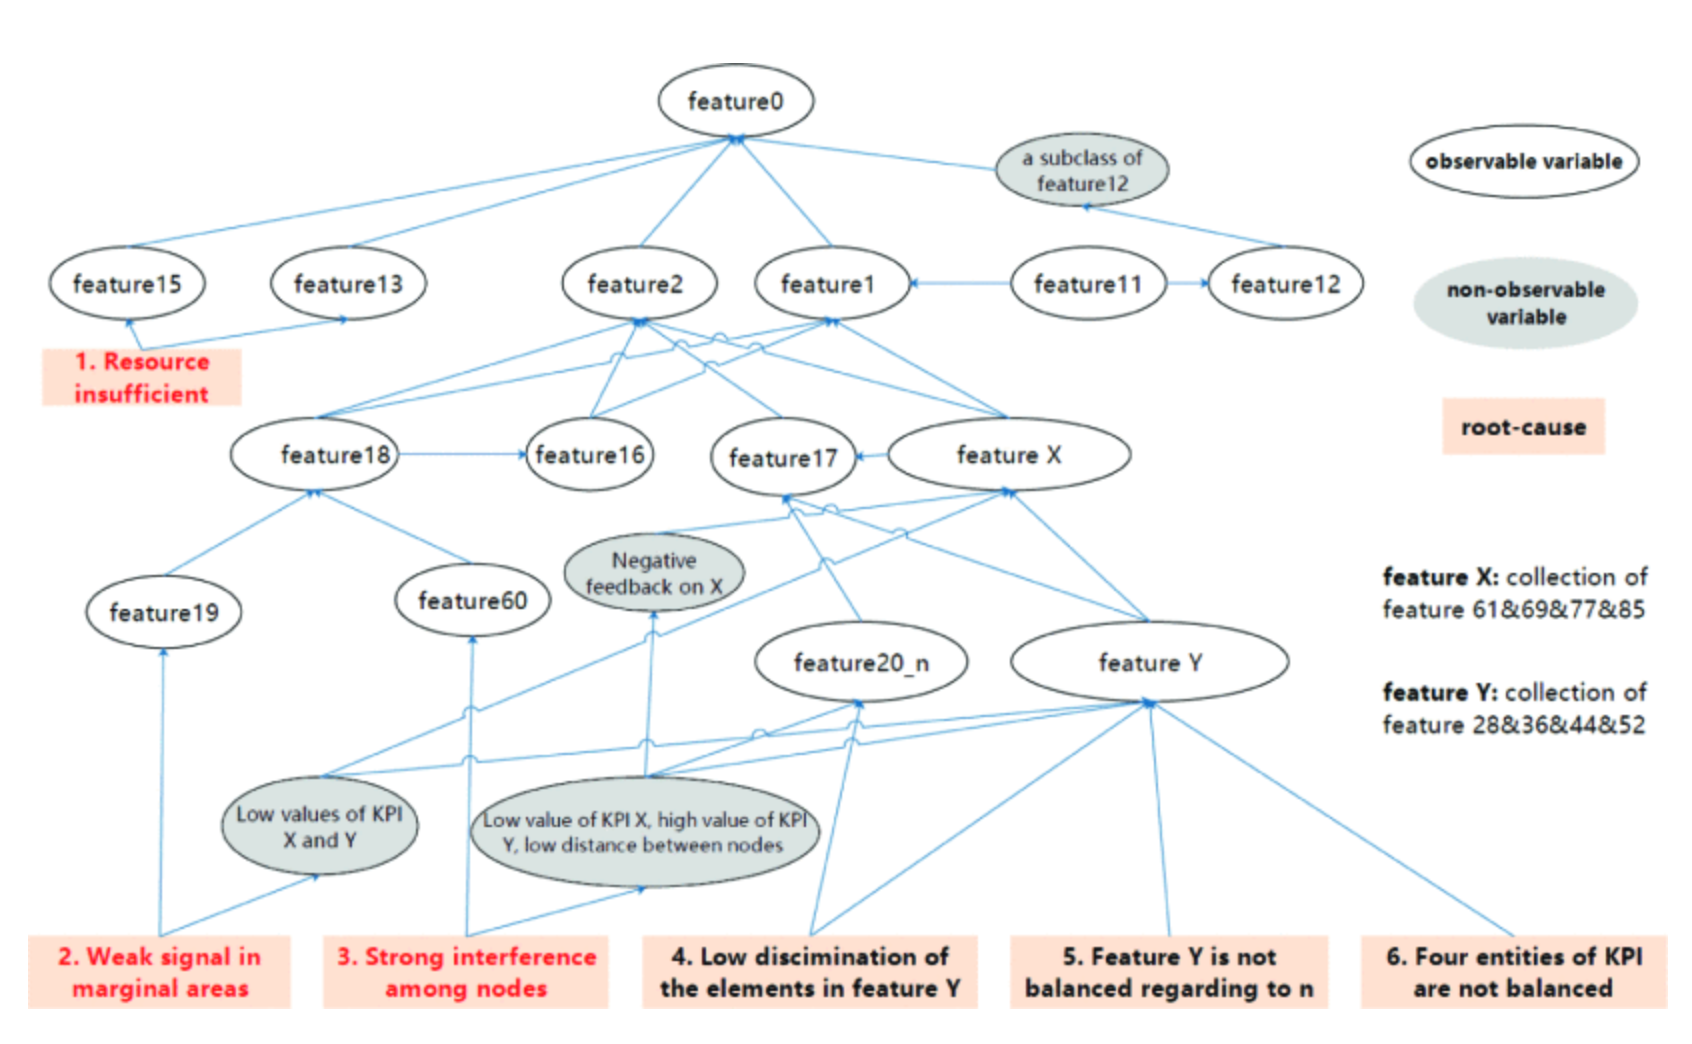 feature0
a subclass of
feature12
observable variable
feature15
feature13
feature2
feature1
feature11
feature12
non-observable
variable
1. Resource
insufficient
root-cause
feature18
feature16
feature17
feature X
Negative
feedback on X
feature19
feature60
feature20_n
feature Y
feature X: collection of
feature 61&69&77&85
feature Y: collection of
feature 28&36&44&52
Low values of KPI
X and Y
Low value of KPI X, high value of KPI
Y, low distance between nodes
2. Weak signal in
marginal areas
3. Strong interference
among nodes
4. Low discimination of
the elements in feature Y
5. Feature Y is not
balanced regarding to n
6. Four entities of KPI
are not balanced